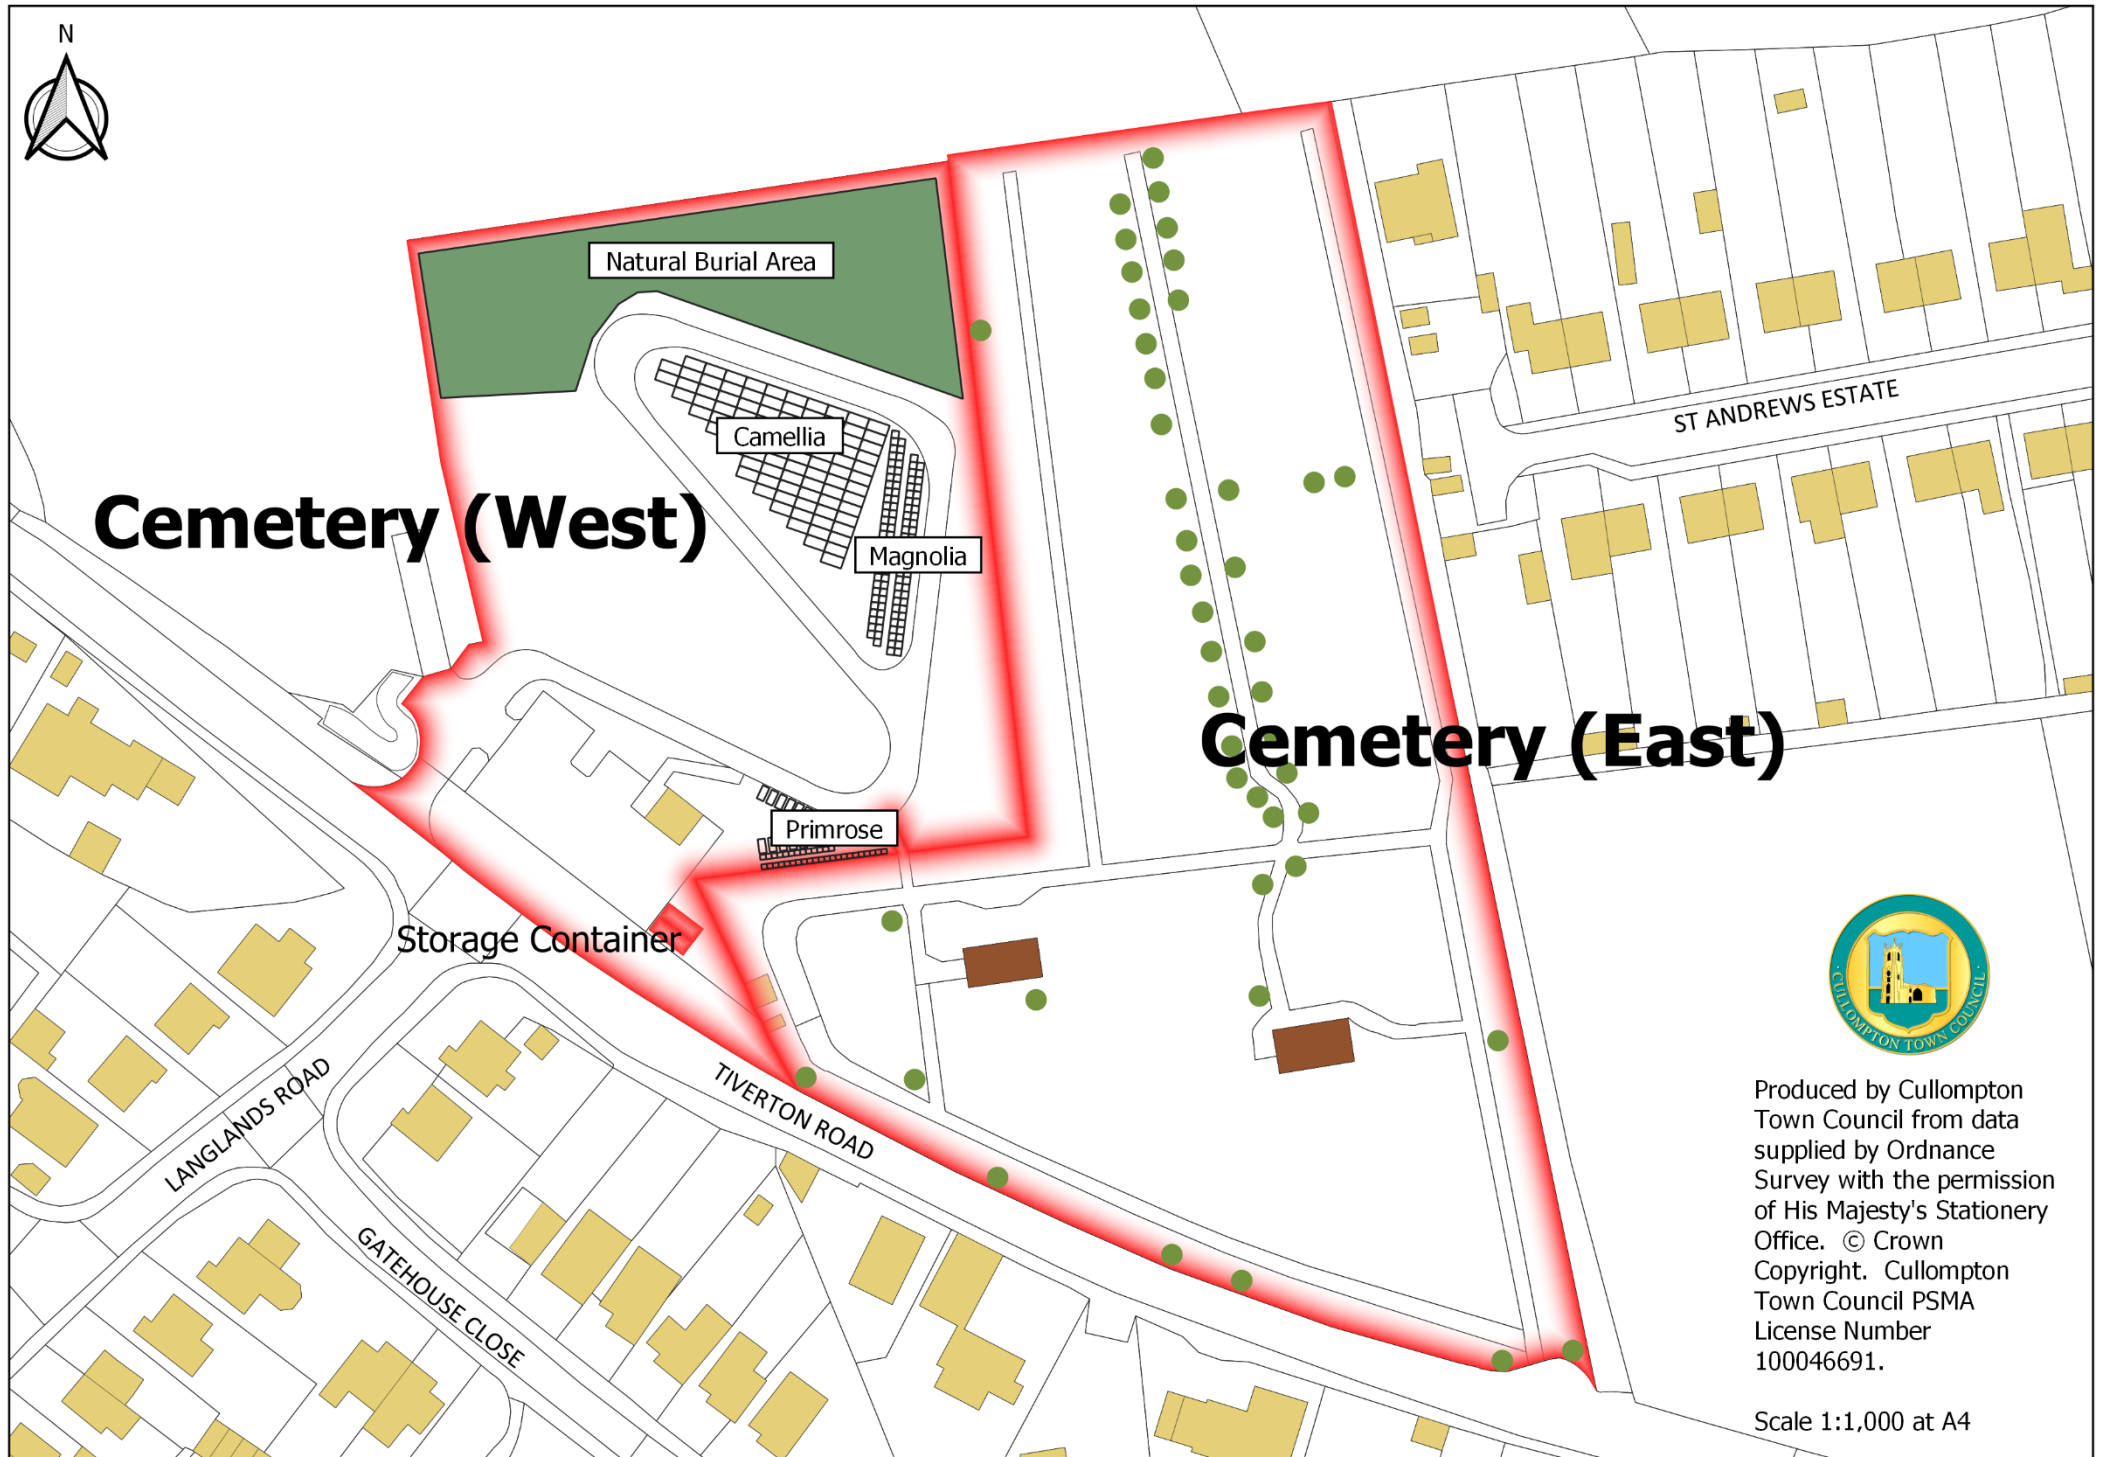 N
Natural Burial Area
Camellia
Cemetery (West)
Magnolia
ST ANDREWS ESTATE
Cemetery (East)
Primrose
Storage Container
TIVERTON ROAD
LANGLANDS ROAD
GATEHOUSE CLOSE
· CULLOMPTON TOWN COUNCIL ·
Produced by Cullompton
Town Council from data
supplied by Ordnance
Survey with the permission
of His Majesty's Stationery
Office. © Crown
Copyright. Cullompton
Town Council PSMA
License Number
100046691.
Scale 1:1,000 at A4